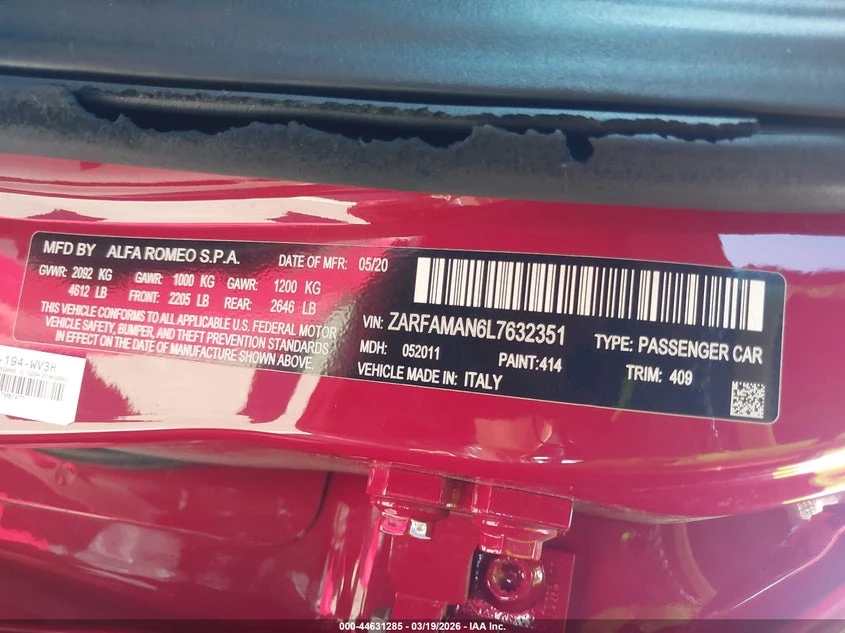 MFD BY ALFA ROMEO S.P.A. DATE OF MFR: 05/20
GVWR: 2092 KG GAWR: 1000 KG GAWR: 1200 KG
4612 LB FRONT: 2205 LB REAR: 2646 LB
THIS VEHICLE CONFORMS TO ALL APPLICABLE U.S. FEDERAL MOTOR
VEHICLE SAFETY, BUMPER, AND THEFT PREVENTION STANDARDS
IN EFFECT ON THE DATE OF MANUFACTURE SHOWN ABOVE.
VIN: ZARFAMAN6L7632351 TYPE: PASSENGER CAR
MDH: 052011 PAINT:414 TRIM: 409
VEHICLE MADE IN: ITALY
-194-WV3H
000-44631285 - 03/19/2026 - IAA Inc.